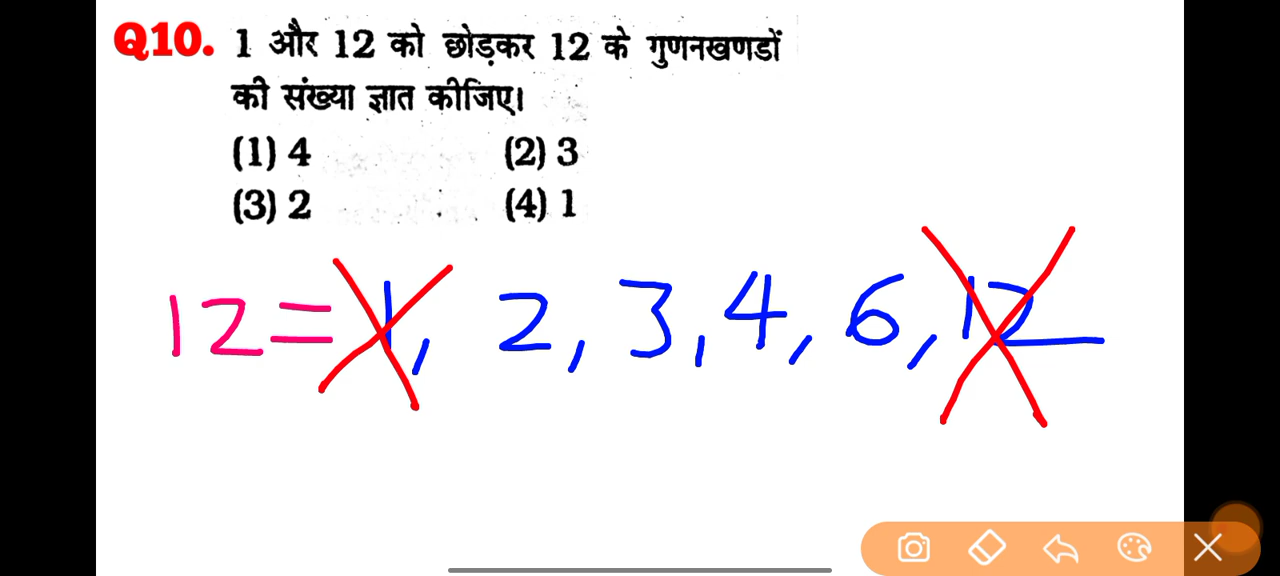 Q10. 1 और 12 को छोड़कर 12 के गुणनखणडों
की संख्या ज्ञात कीजिए।
(1) 4 (2) 3
(3) 2 (4) 1
12 = 1, 2, 3, 4, 6, 12